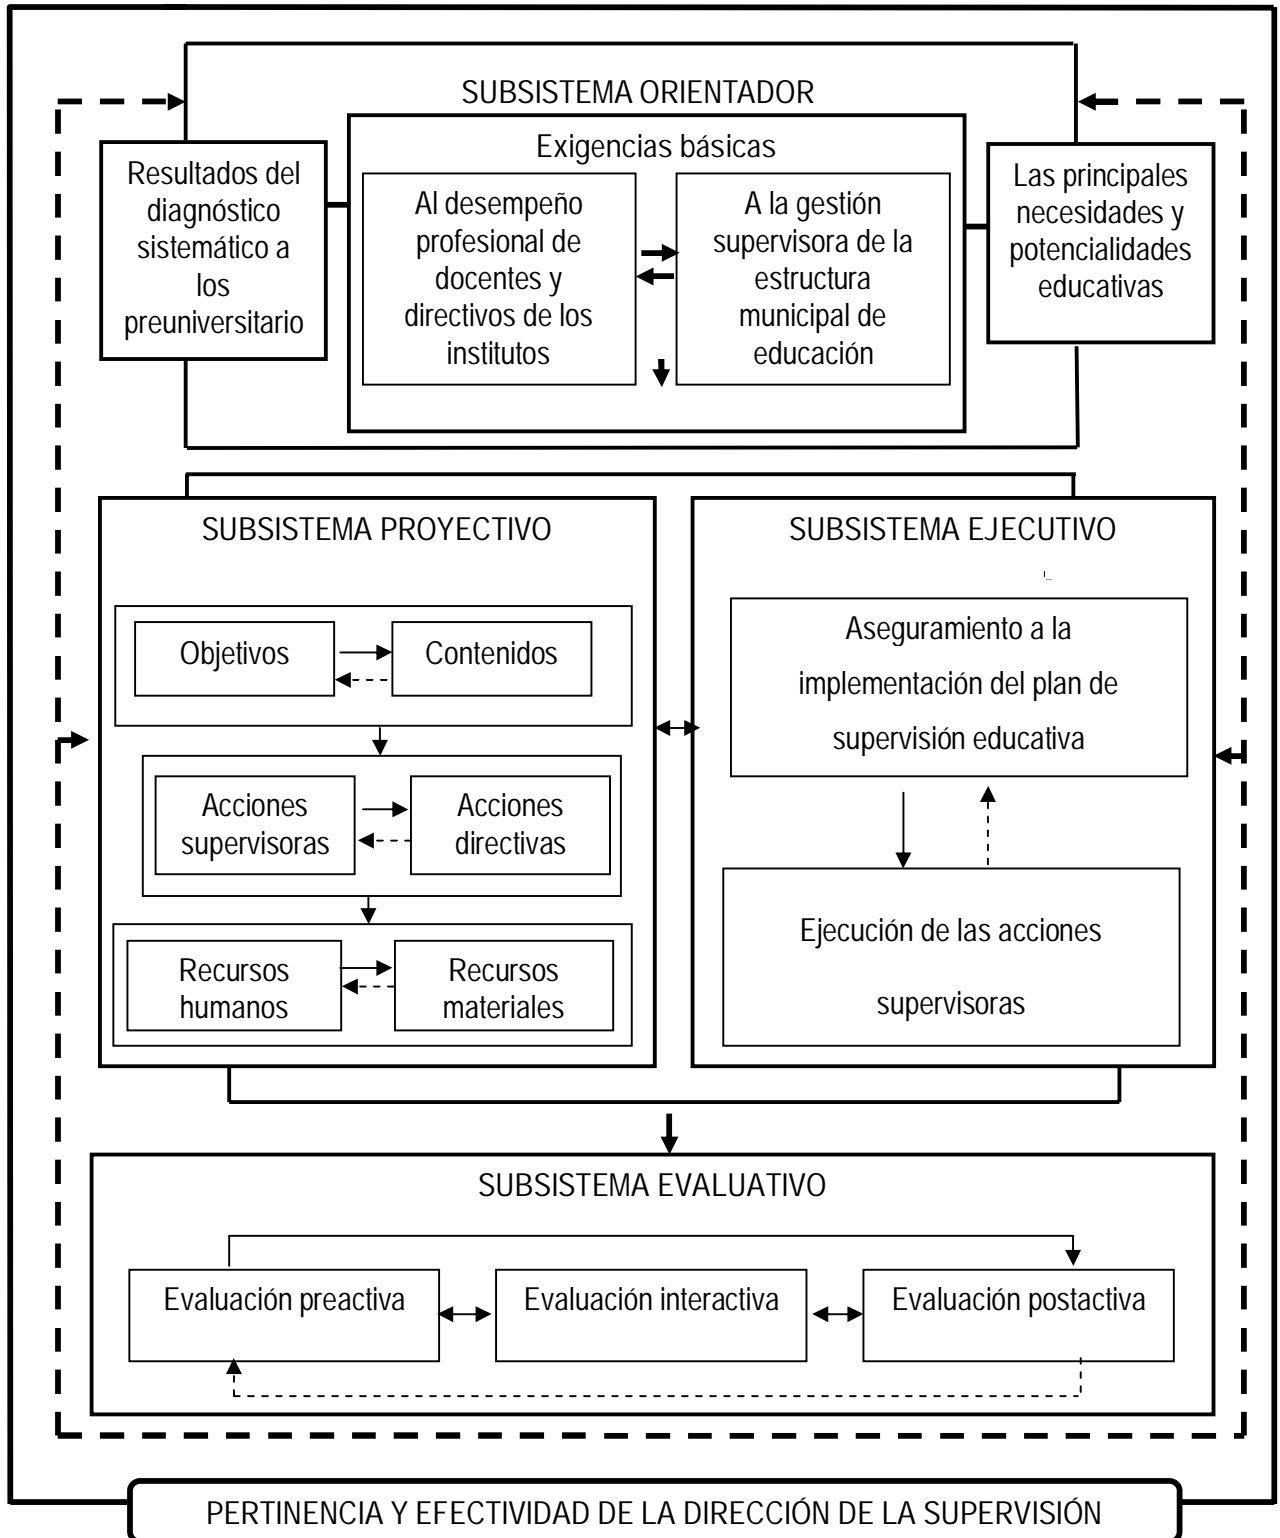 SUBSISTEMA ORIENTADOR
Resultados del
diagnóstico
sistemático a
los
preuniversitario
Exigencias básicas
Al desempeño
profesional de
docentes y
directivos de los
institutos
A la gestión
supervisora de la
estructura
municipal de
educación
Las principales
necesidades y
potencialidades
educativas
SUBSISTEMA PROYECTIVO
Objetivos
Contenidos
Acciones
supervisoras
Acciones
directivas
Recursos
humanos
Recursos
materiales
SUBSISTEMA EJECUTIVO
Aseguramiento a la
implementación del plan de
supervisión educativa
Ejecución de las acciones
supervisoras
SUBSISTEMA EVALUATIVO
Evaluación preactiva
Evaluación interactiva
Evaluación postactiva
PERTINENCIA Y EFECTIVIDAD DE LA DIRECCIÓN DE LA SUPERVISIÓN